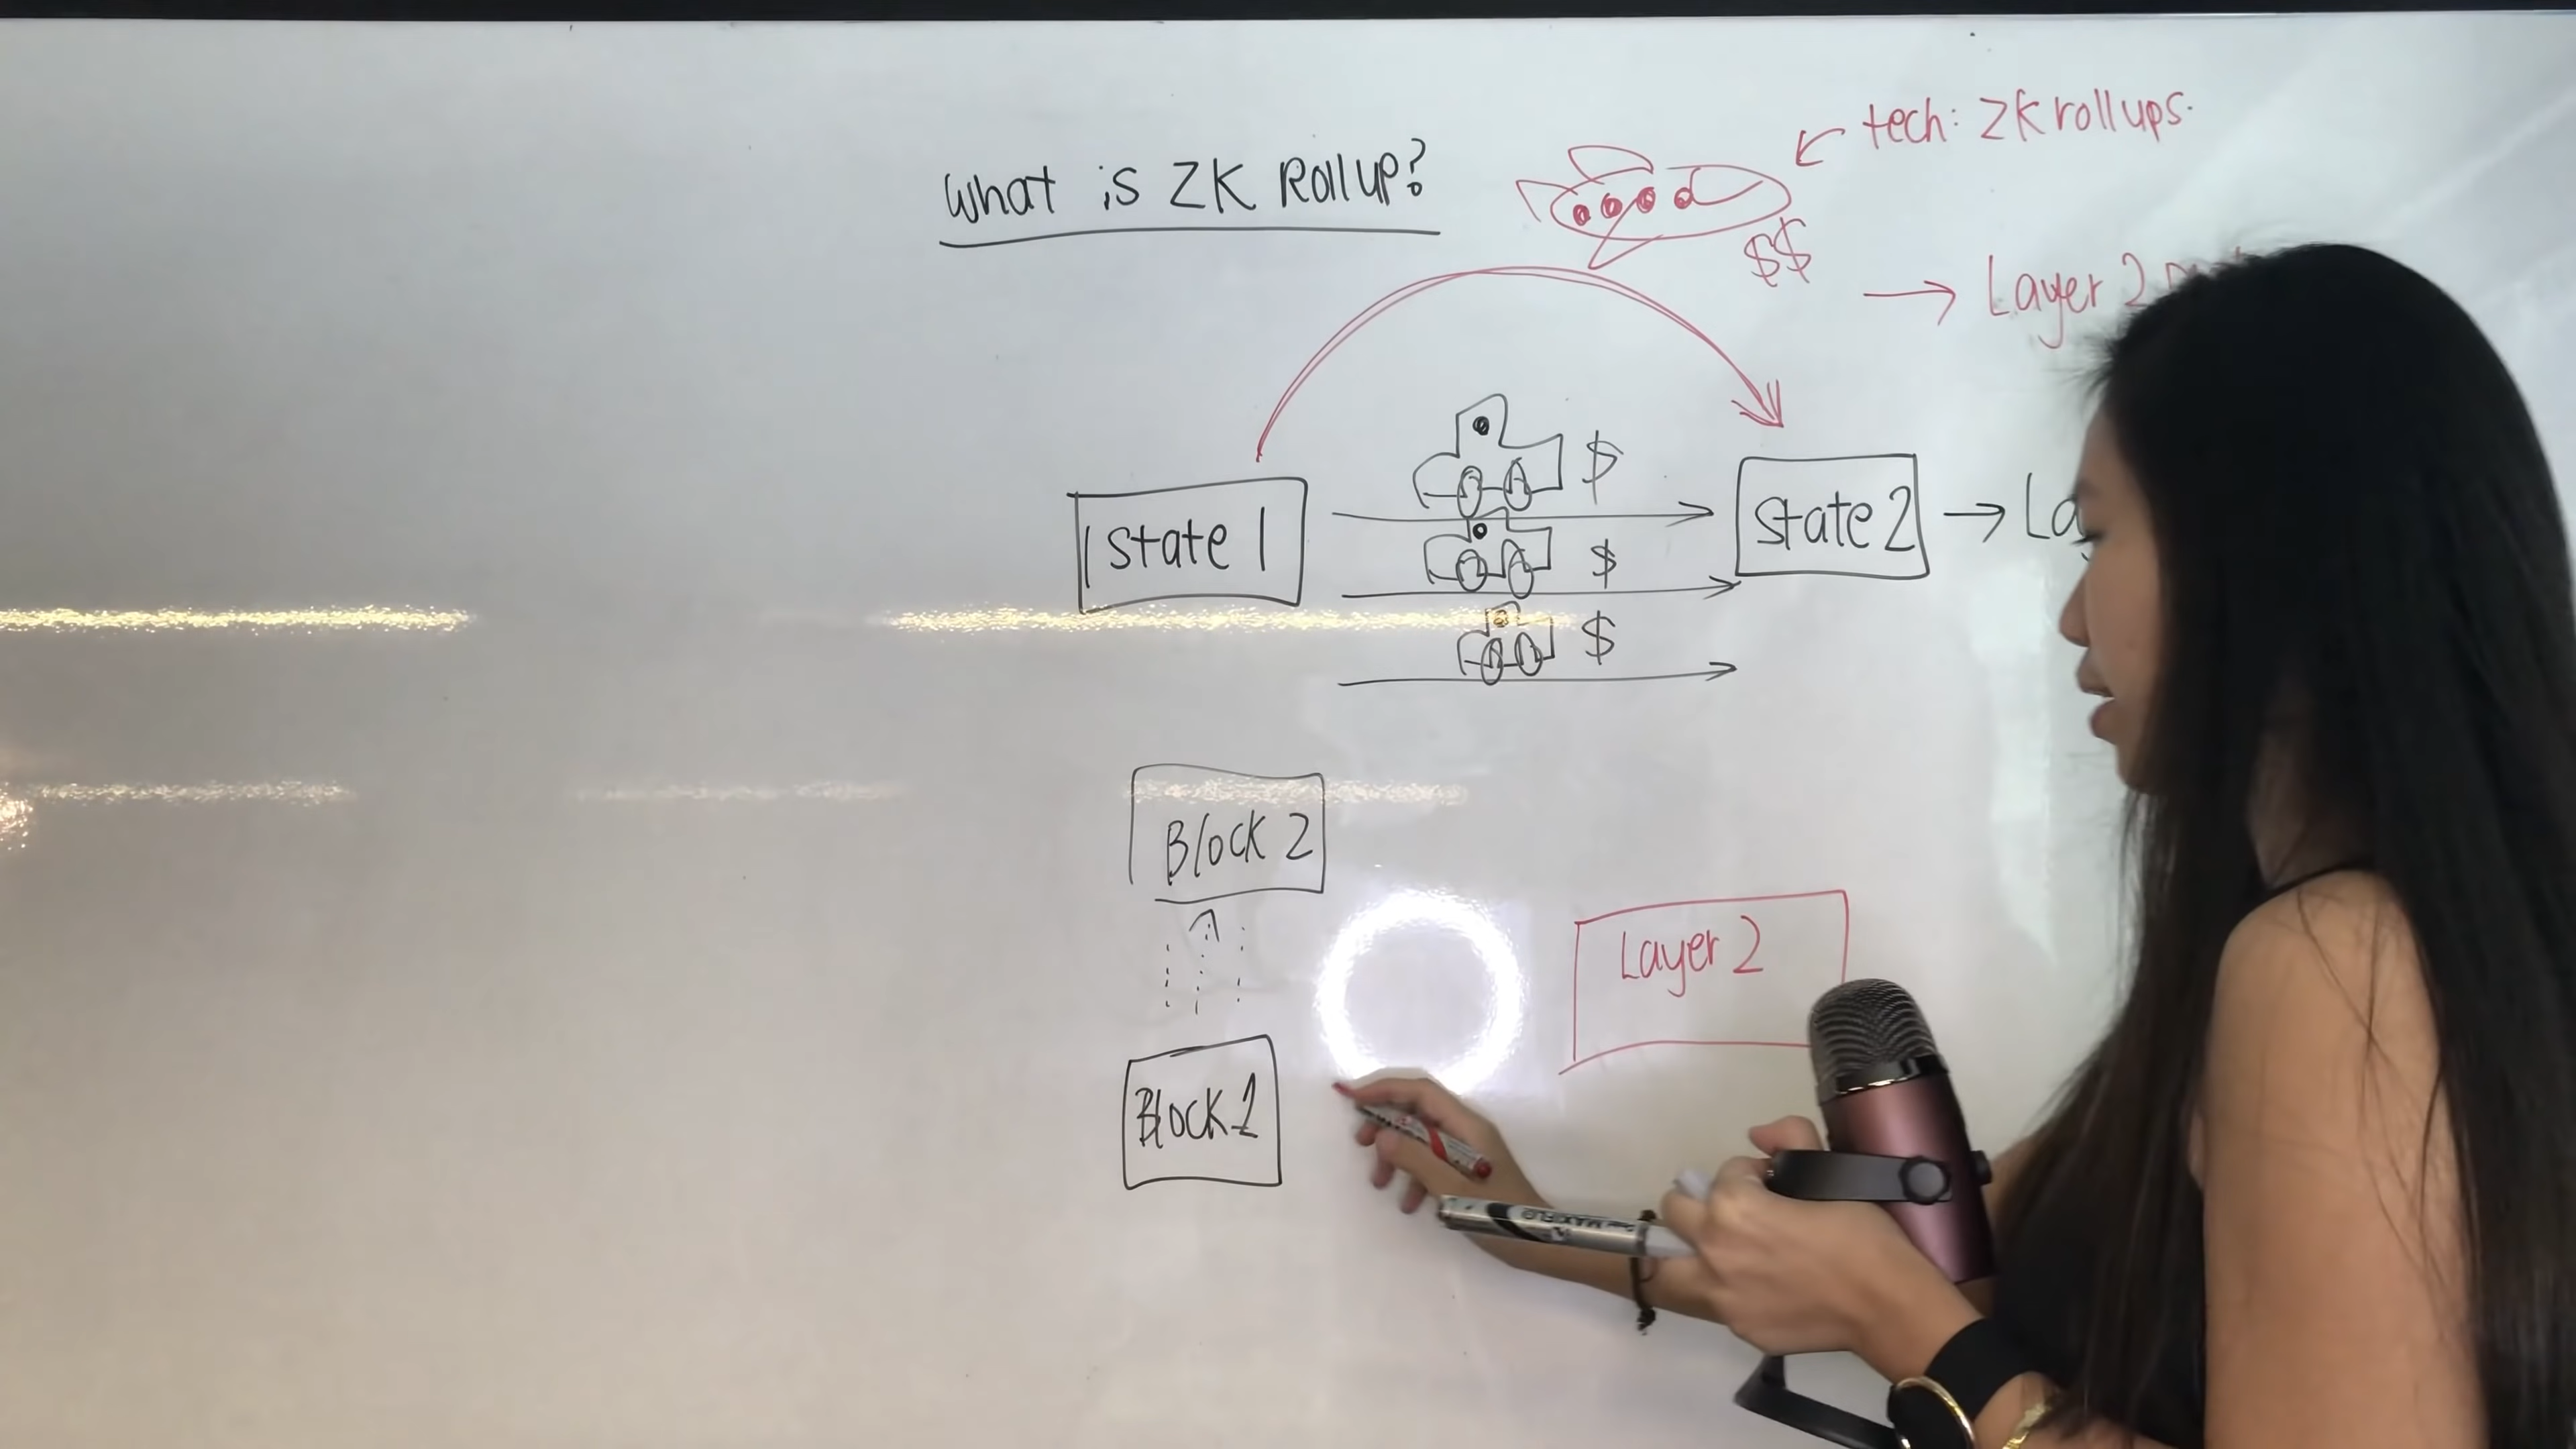 What is ZK Rollup?
tech: ZK rollups.
$$
→ Layer 2
State 1
$
State 2 →
$
$
Block 2
Layer 2
Block 1